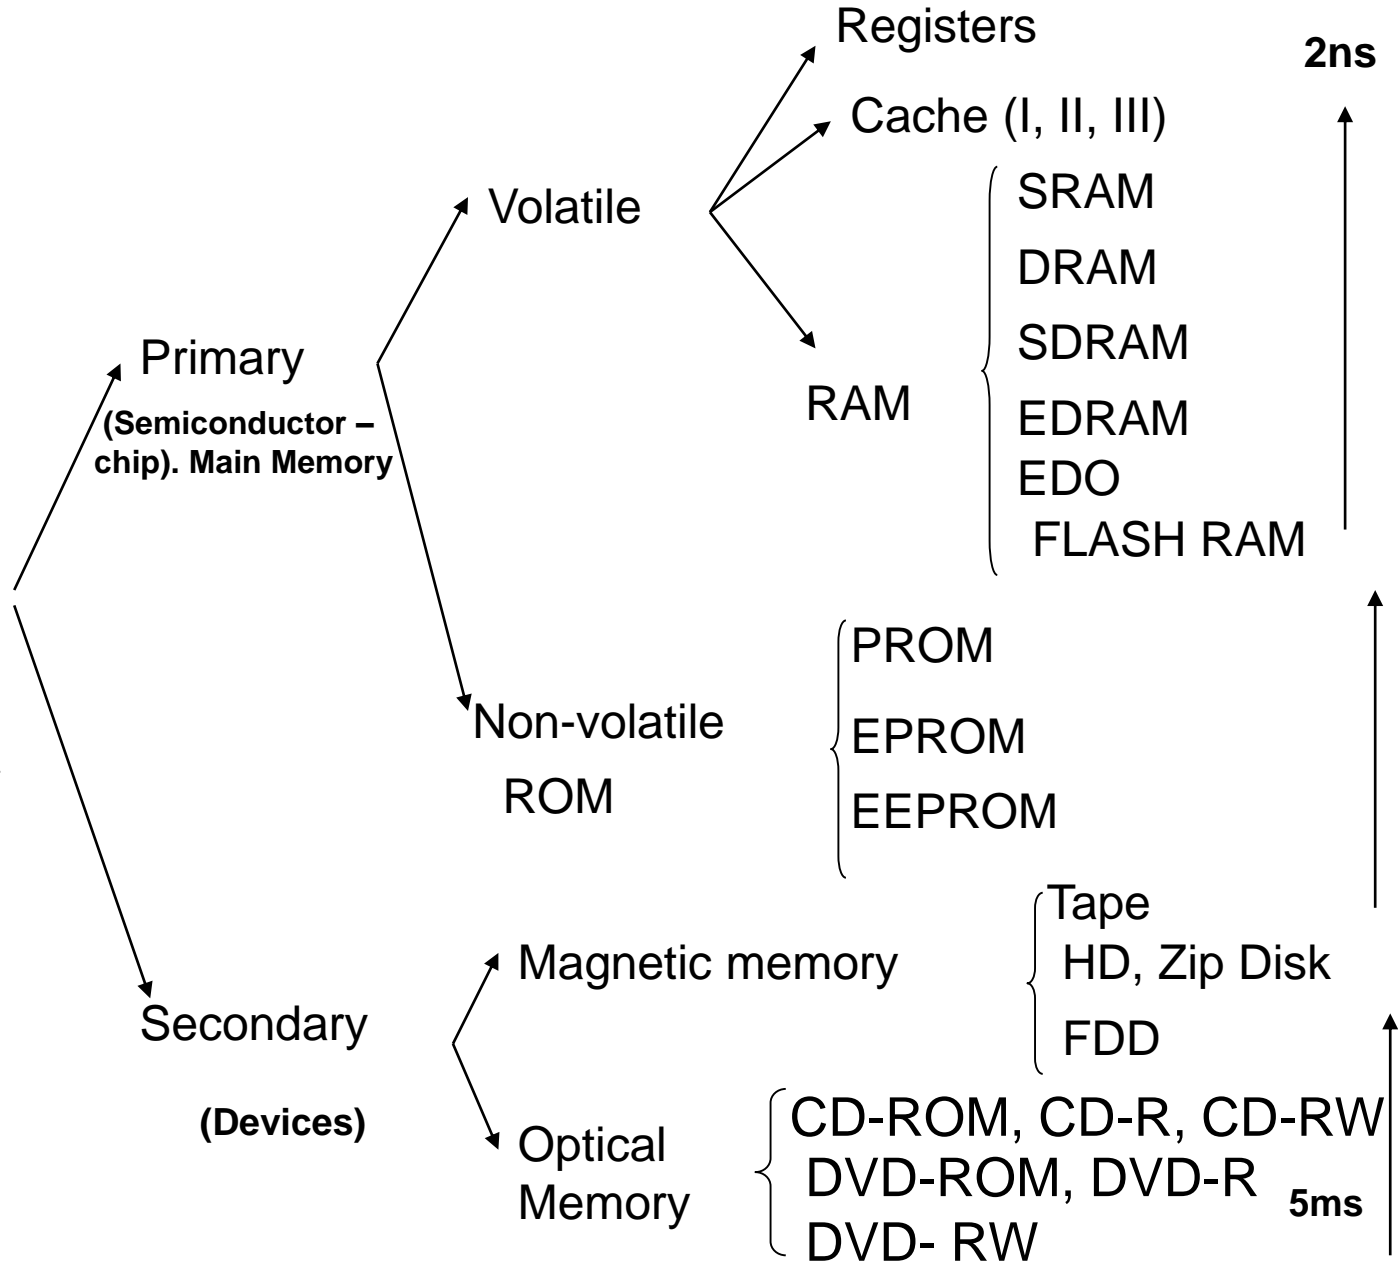 Registers
2ns
Cache (I, II, III)
Volatile
SRAM
DRAM
SDRAM
Primary
(Semiconductor –
chip). Main Memory
RAM
EDRAM
EDO
FLASH RAM
Non-volatile
ROM
PROM
EPROM
EEPROM
Secondary
(Devices)
Magnetic memory
Tape
HD, Zip Disk
FDD
Optical
Memory
CD-ROM, CD-R, CD-RW
DVD-ROM, DVD-R
DVD- RW
5ms